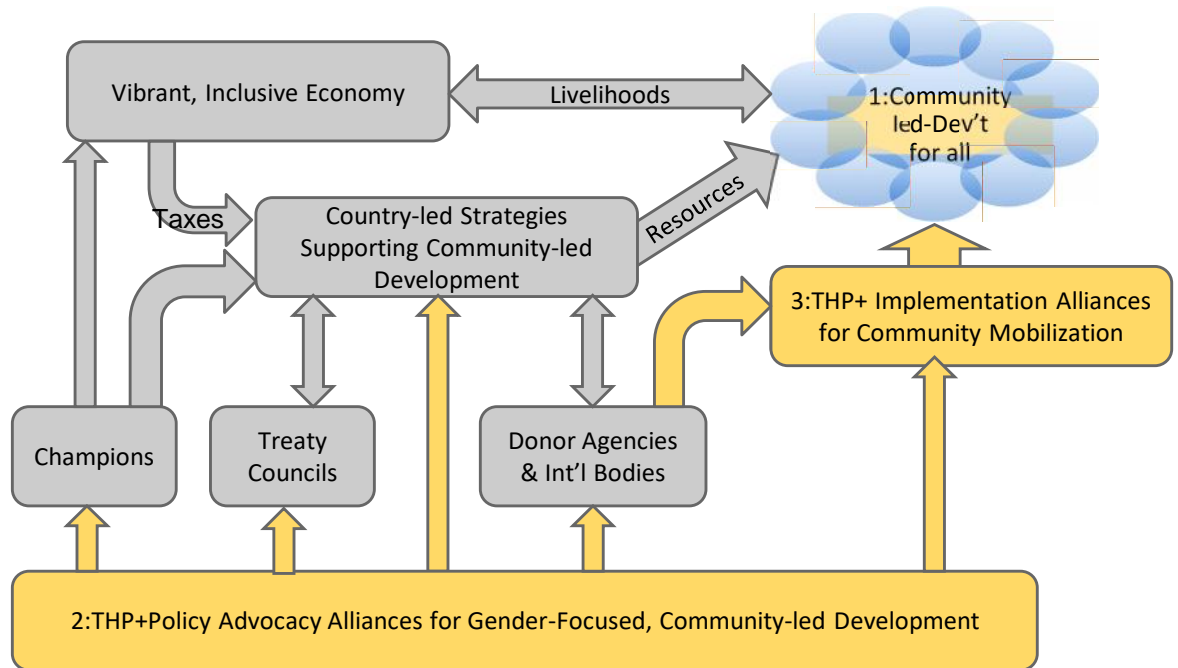 Vibrant, Inclusive Economy
Livelihoods
1:Community
led-Dev't
for all
Taxes
Country-led Strategies
Supporting Community-led
Development
Resources
3:THP+ Implementation Alliances
for Community Mobilization
Champions
Treaty
Councils
Donor Agencies
& Int'l Bodies
2:THP+Policy Advocacy Alliances for Gender-Focused, Community-led Development